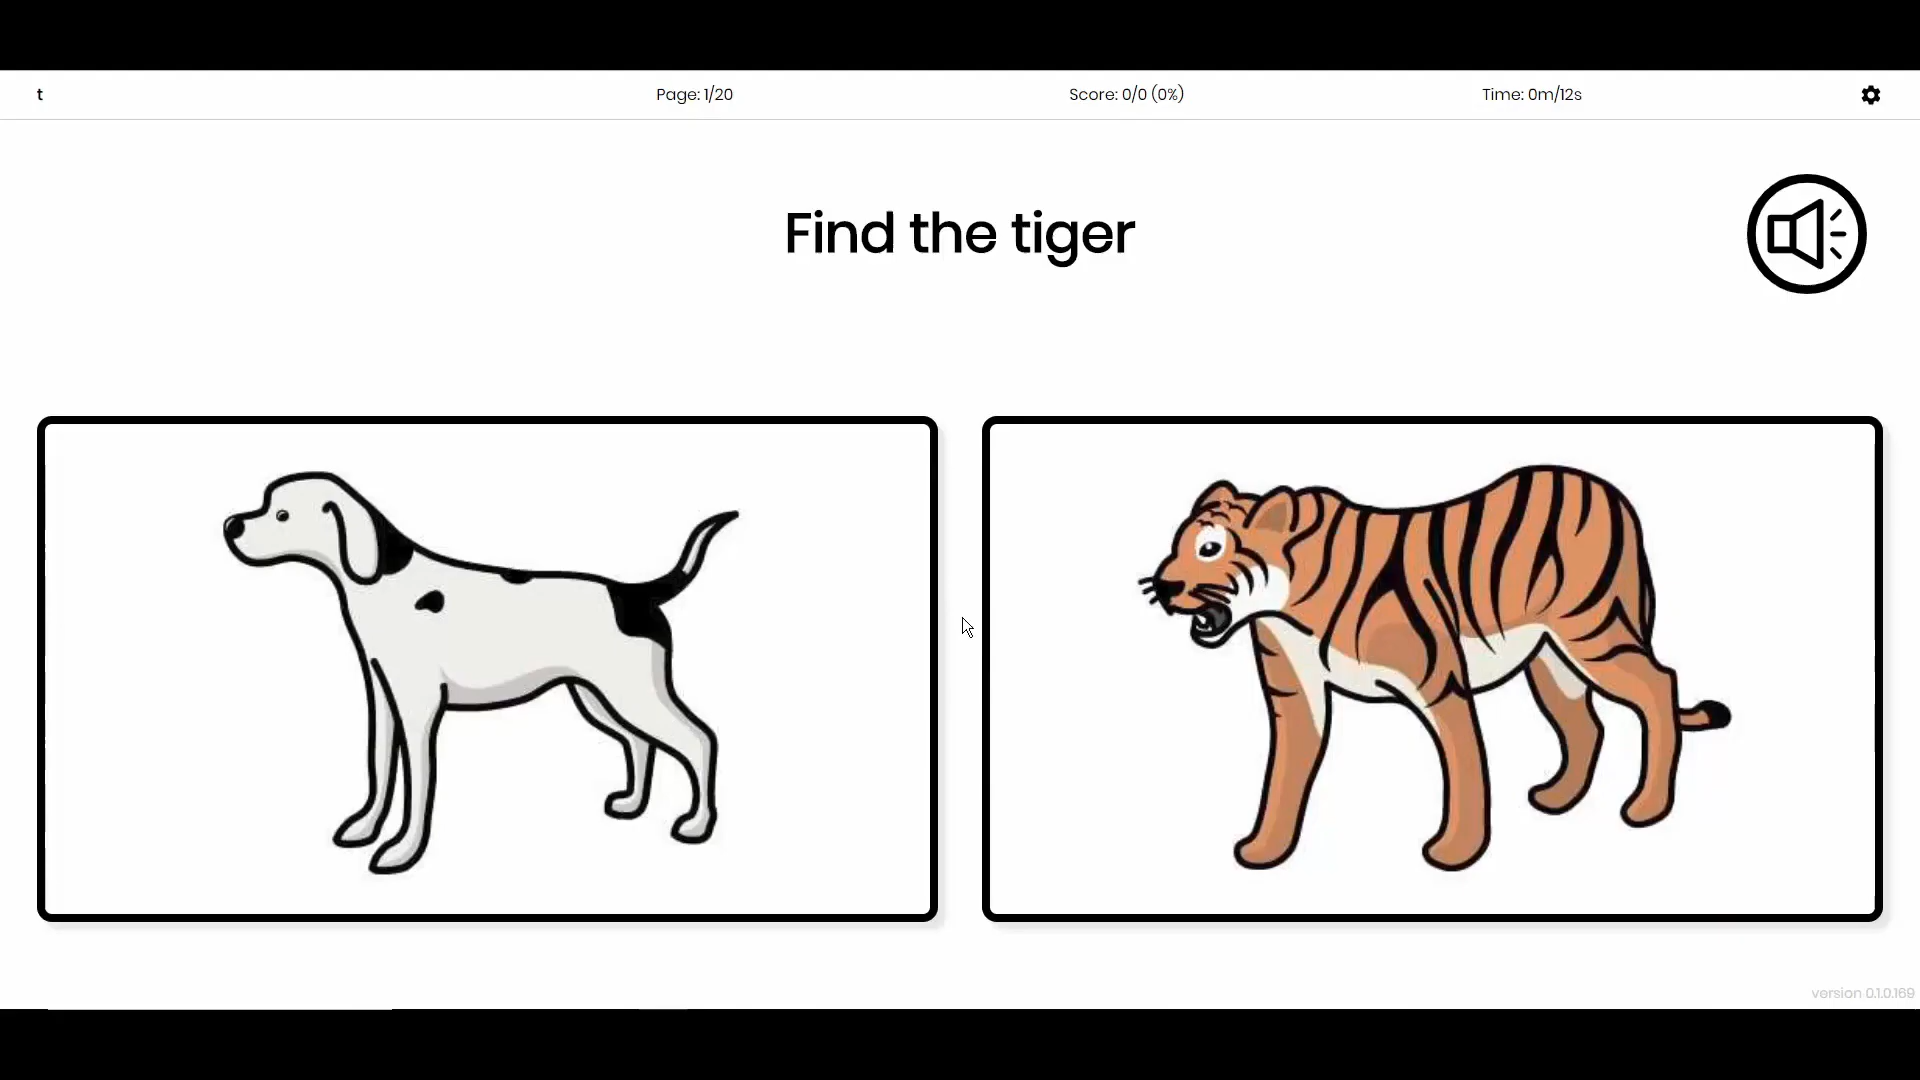 t
Page: 1/20
Score: 0/0 (0%)
Time: 0m/12s
Find the tiger
version 0.1.0.169